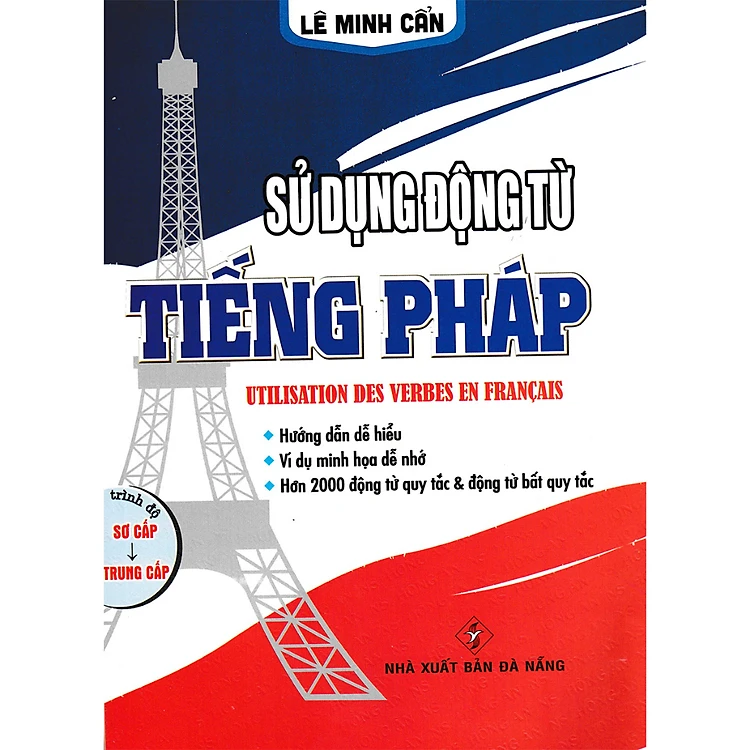 LÊ MINH CẨN
SỬ DỤNG ĐỘNG TỪ
TIẾNG PHÁP
UTILISATION DES VERBES EN FRANÇAIS
Hướng dẫn dễ hiểu
Ví dụ minh họa dễ nhớ
Hơn 2000 động từ quy tắc & động từ bất quy tắc
trình độ
SƠ CẤP
TRUNG CẤP
NHÀ XUẤT BẢN ĐÀ NẴNG